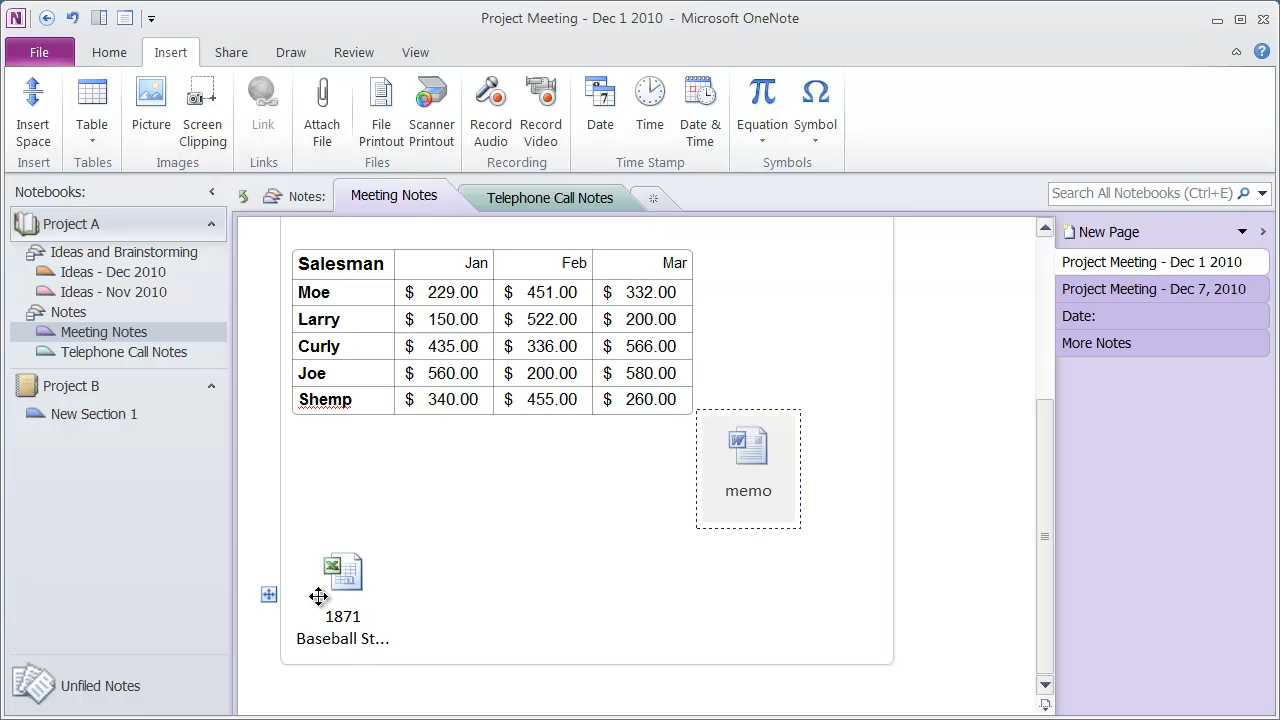 Project Meeting - Dec 1 2010 - Microsoft OneNote
File Home Insert Share Draw Review View
Insert Space
Table
Picture
Screen Clipping
Link
Attach File
File Printout
Scanner Printout
Record Audio
Record Video
Date
Time
Date & Time
Equation
Symbol
Insert Tables Images Links Files Recording Time Stamp Symbols
Notebooks:
Notes: Meeting Notes Telephone Call Notes
Search All Notebooks (Ctrl+E)
Project A
Ideas and Brainstorming
Ideas - Dec 2010
Ideas - Nov 2010
Notes
Meeting Notes
Telephone Call Notes
Project B
New Section 1
Unfiled Notes
Salesman Jan Feb Mar
Moe $ 229.00 $ 451.00 $ 332.00
Larry $ 150.00 $ 522.00 $ 200.00
Curly $ 435.00 $ 336.00 $ 566.00
Joe $ 560.00 $ 200.00 $ 580.00
Shemp $ 340.00 $ 455.00 $ 260.00
memo
1871
Baseball St...
New Page
Project Meeting - Dec 1 2010
Project Meeting - Dec 7, 2010
Date:
More Notes